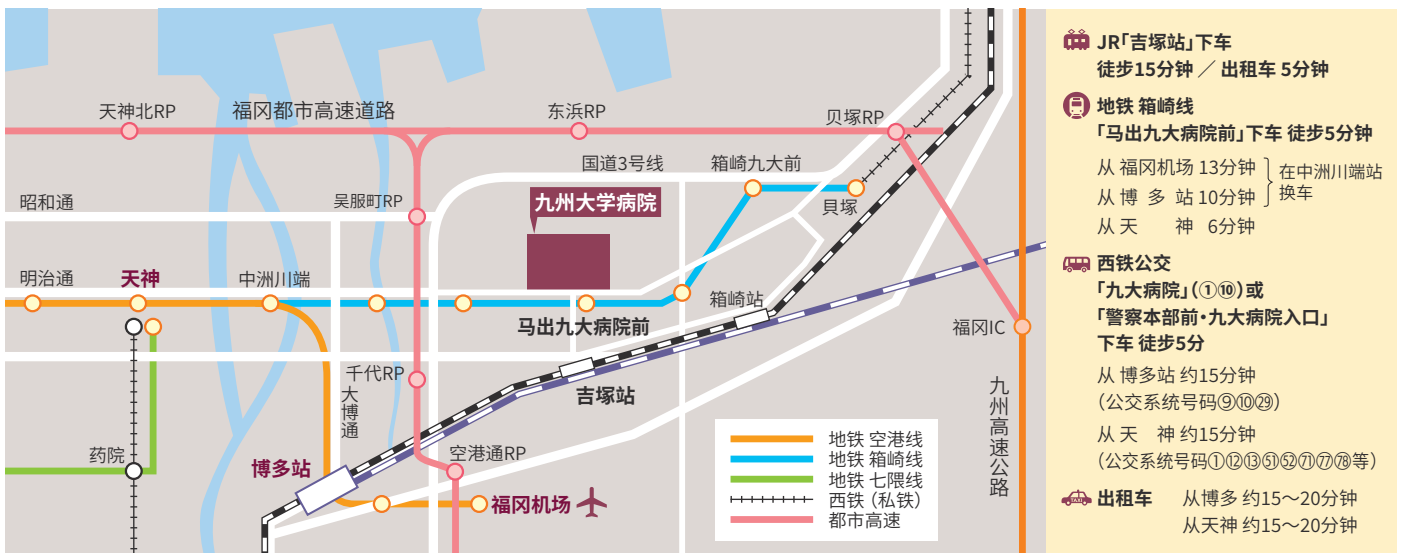 天神北RP
福冈都市高速道路
东浜RP
贝塚RP
国道3号线
箱崎九大前
昭和通
吴服町RP
九州大学病院
貝塚
明治通
天神
中洲川端
箱崎站
马出九大病院前
福冈IC
千代RP
大博通
吉塚站
九州高速公路
药院
博多站
空港通RP
福冈机场
地铁 空港线
地铁 箱崎线
地铁 七隈线
西铁（私铁）
都市高速
JR「吉塚站」下车
徒步15分钟 ／ 出租车 5分钟
地铁 箱崎线
「马出九大病院前」下车 徒步5分钟
从 福冈机场 13分钟
从 博 多 站 10分钟
在中洲川端站
换车
从 天 神 6分钟
西铁公交
「九大病院」（①⑩）或
「警察本部前・九大病院入口」
下车 徒步5分
从 博多站 约15分钟
（公交系统号码⑨⑩㉙）
从 天 神 约15分钟
（公交系统号码①⑫⑬51 52 71 77 78等）
TAXI
出租车 从博多 约15〜20分钟
从天神 约15〜20分钟